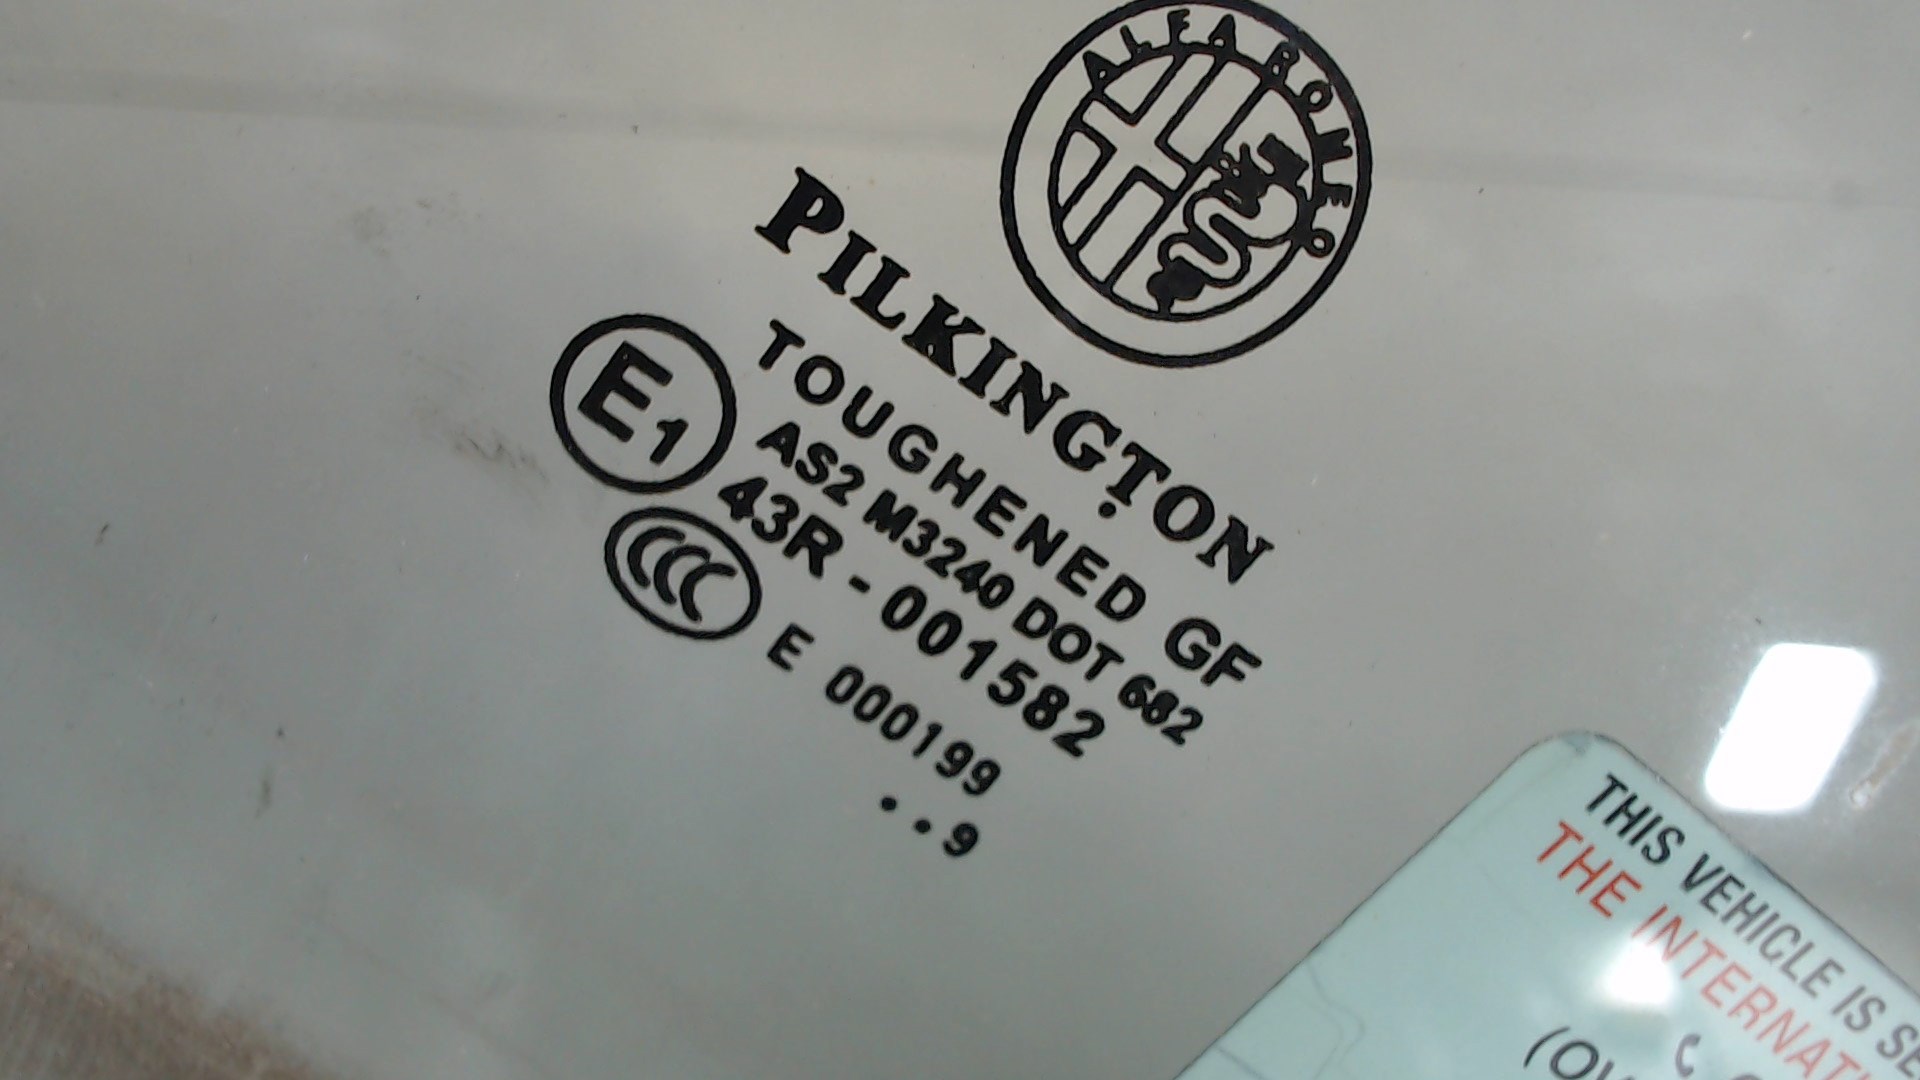 ALFA ROMEO
PILKINGTON
TOUGHENED GF
AS2 M3240 DOT 682
E1
43R - 001582
CCC
E 000199
..9
THIS VEHICLE IS SE
THE INTERNATI
(OV